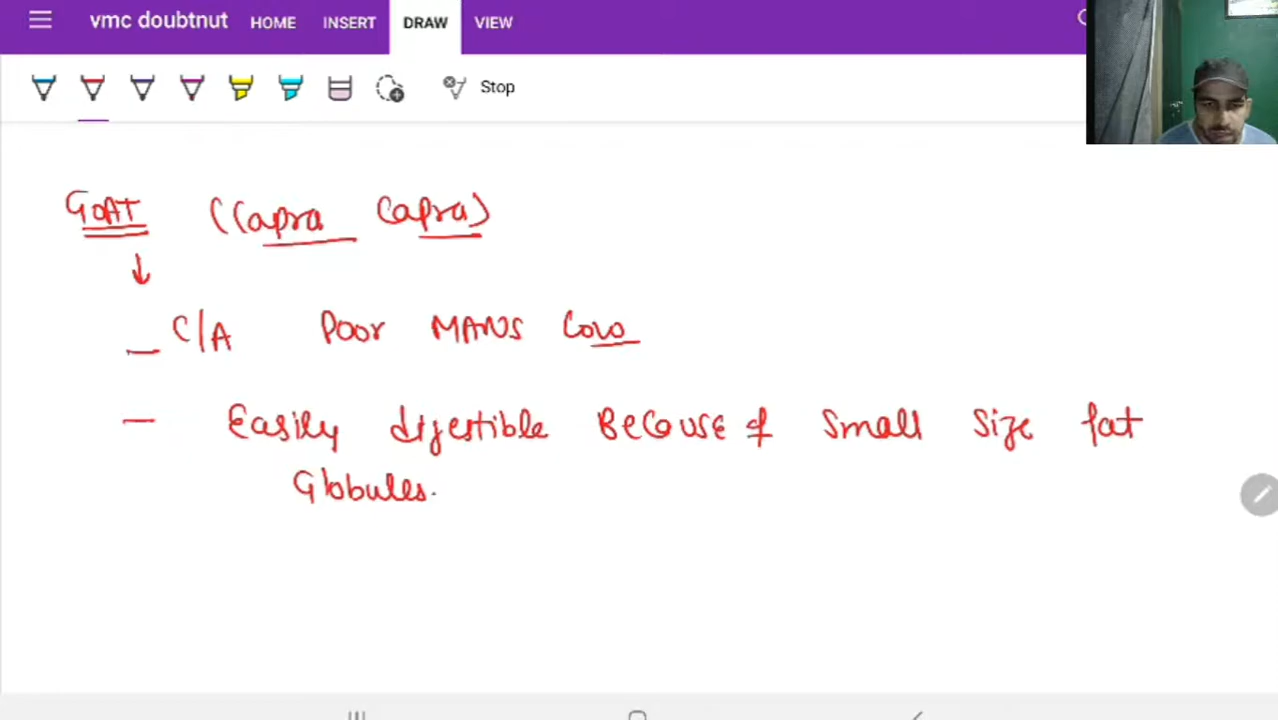 vmc doubtnut HOME INSERT DRAW VIEW
Stop
GOAT (Capra Capra)
C/A Poor MANS Cow
Easily digestible BeCause of Small Size fat
Globules.